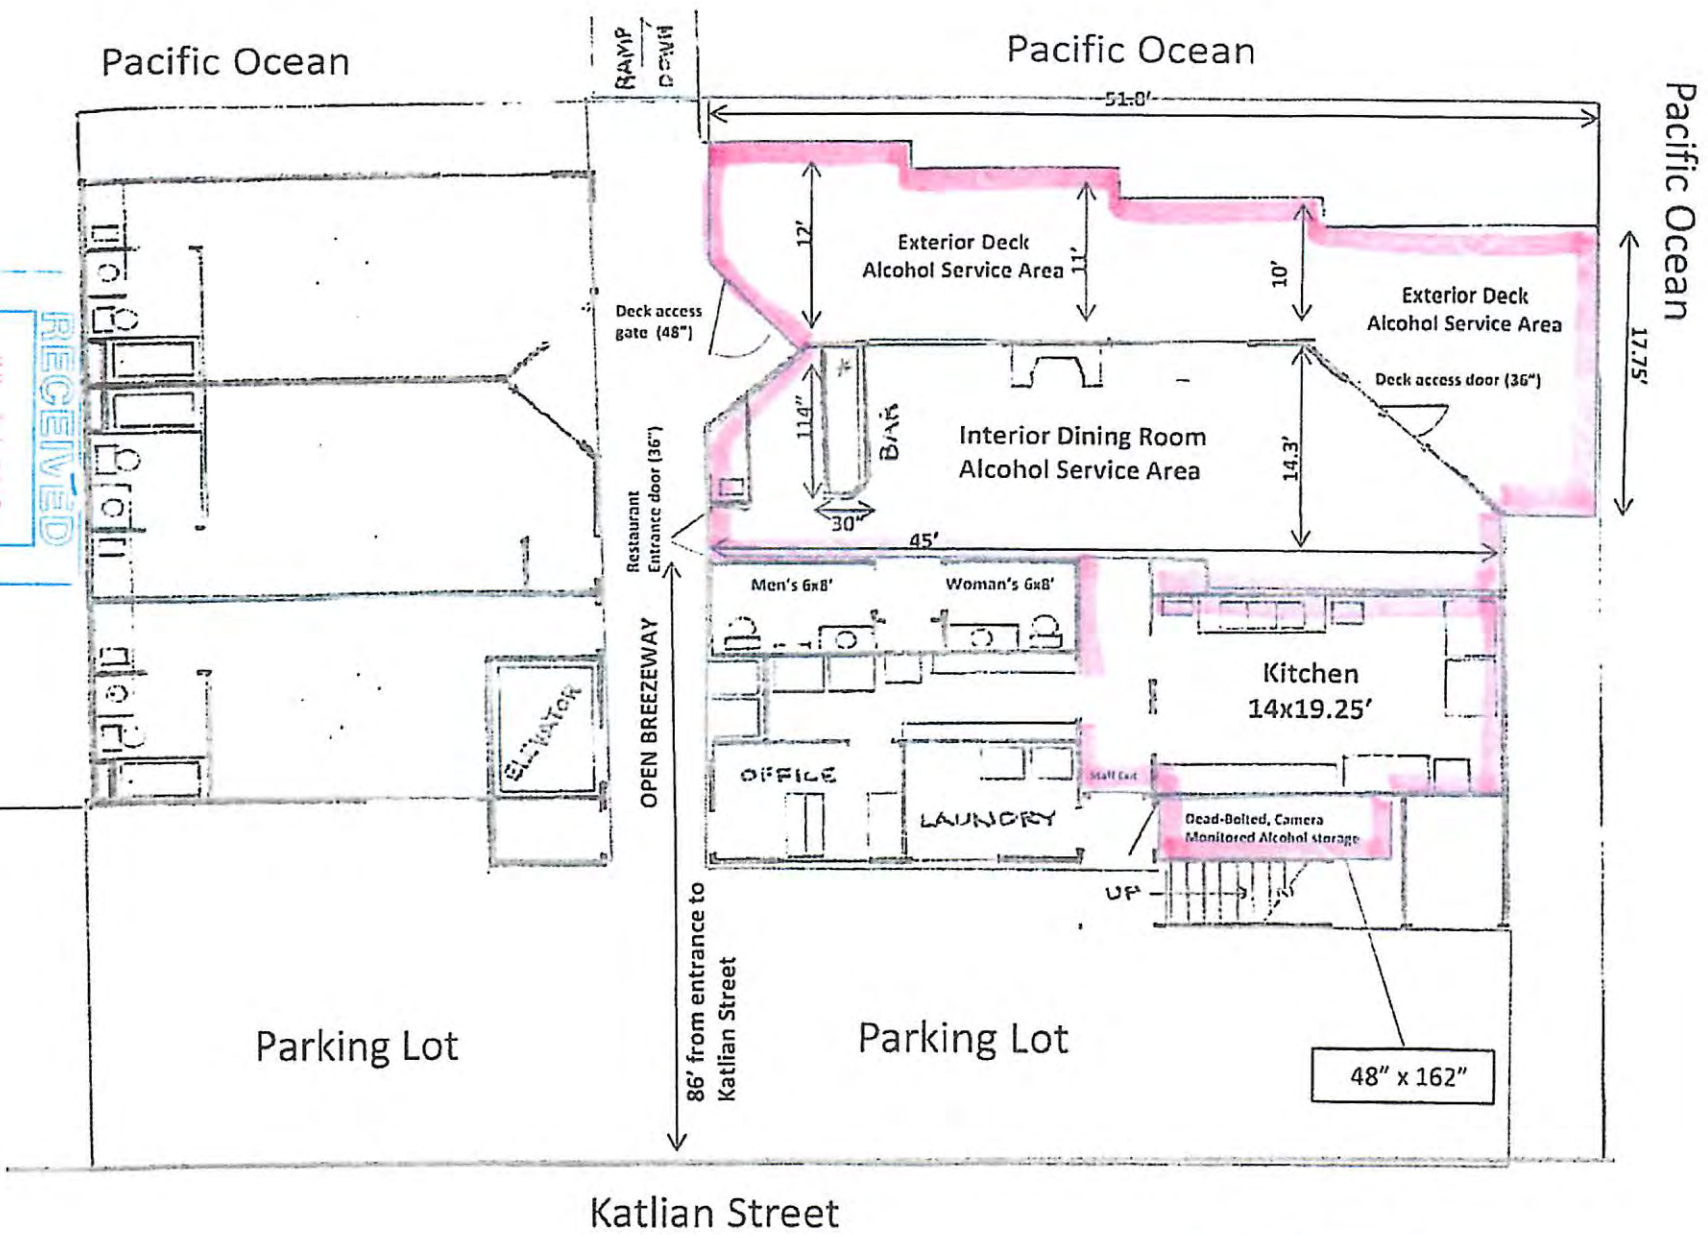 Pacific Ocean
RAMP
DOWN
Pacific Ocean
Pacific Ocean
51.8'
12'
Exterior Deck
Alcohol Service Area
11'
10'
Exterior Deck
Alcohol Service Area
17.75'
Deck access
gate (48")
Deck access door (36")
RECEIVED
114"
BAR
30"
Interior Dining Room
Alcohol Service Area
14.3'
Restaurant
Entrance door (36")
45'
Men's 6x8'
Woman's 6x8'
OPEN BREEZEWAY
Kitchen
14x19.25'
ELEVATOR
OFFICE
LAUNDRY
Staff Exit
Dead-Bolted, Camera
Monitored Alcohol storage
UP
86' from entrance to
Katlian Street
Parking Lot
Parking Lot
48" x 162"
Katlian Street